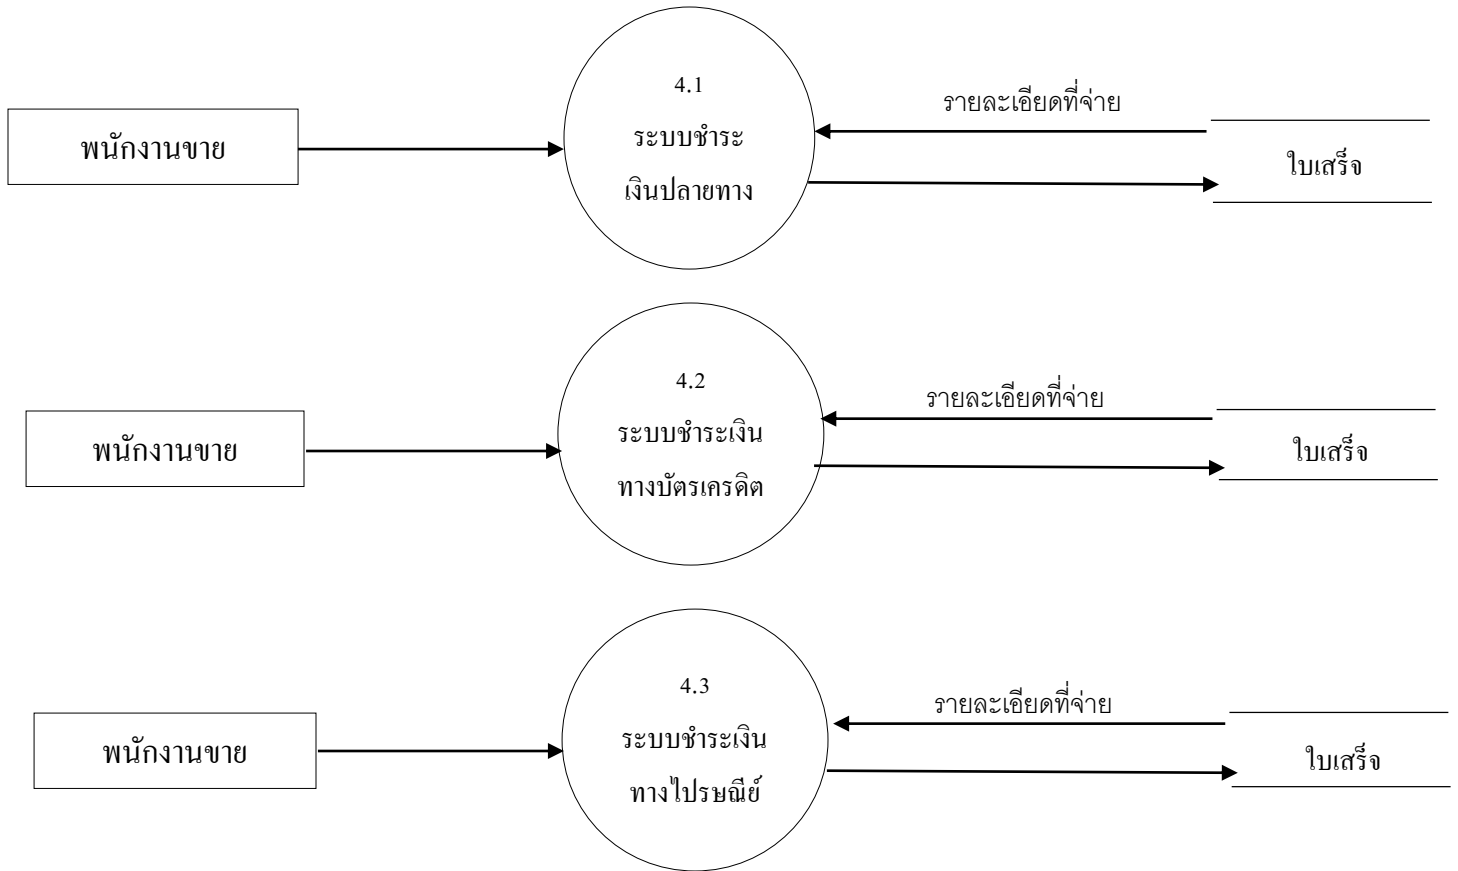 4.1
รายละเอียดที่จ่าย
พนักงานขาย
ระบบชำระ
ใบเสร็จ
เงินปลายทาง
4.2
รายละเอียดที่จ่าย
พนักงานขาย
ระบบชำระเงิน
ใบเสร็จ
ทางบัตรเครดิต
4.3
รายละเอียดที่จ่าย
พนักงานขาย
ระบบชำระเงิน
ใบเสร็จ
ทางไปรษณีย์